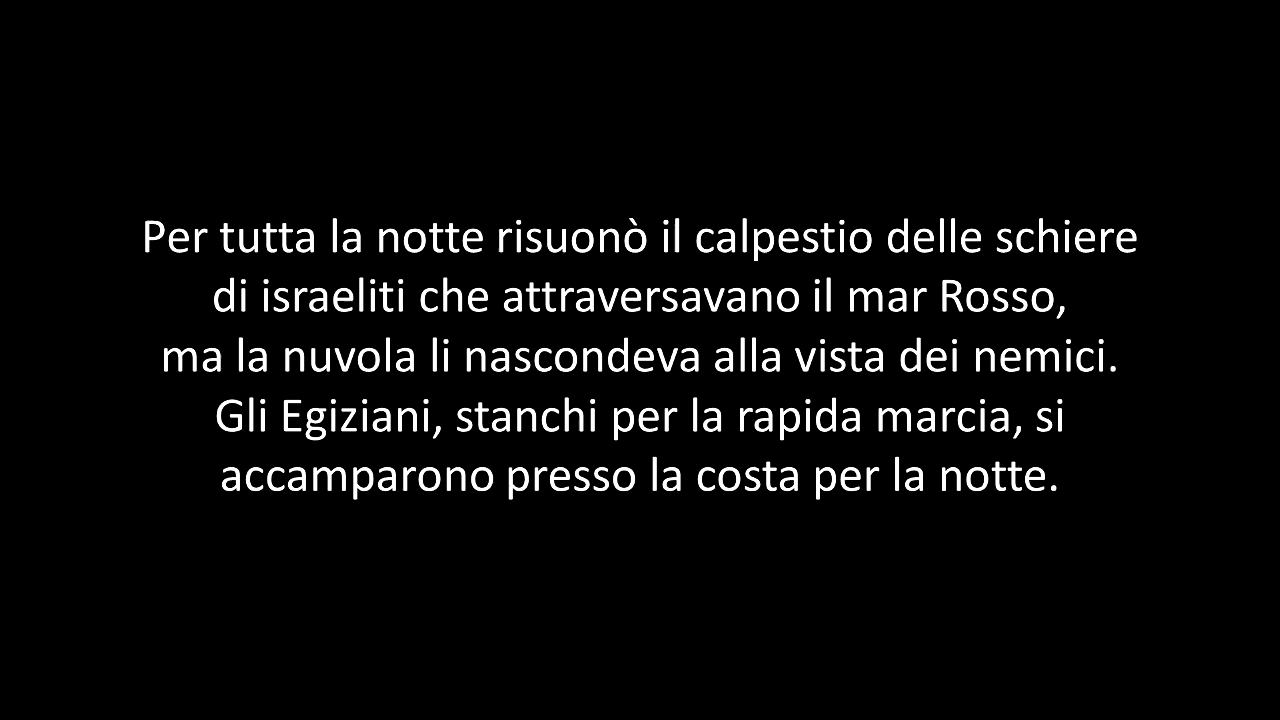 Per tutta la notte risuonò il calpestio delle schiere
di israeliti che attraversavano il mar Rosso,
ma la nuvola li nascondeva alla vista dei nemici.
Gli Egiziani, stanchi per la rapida marcia, si
accamparono presso la costa per la notte.